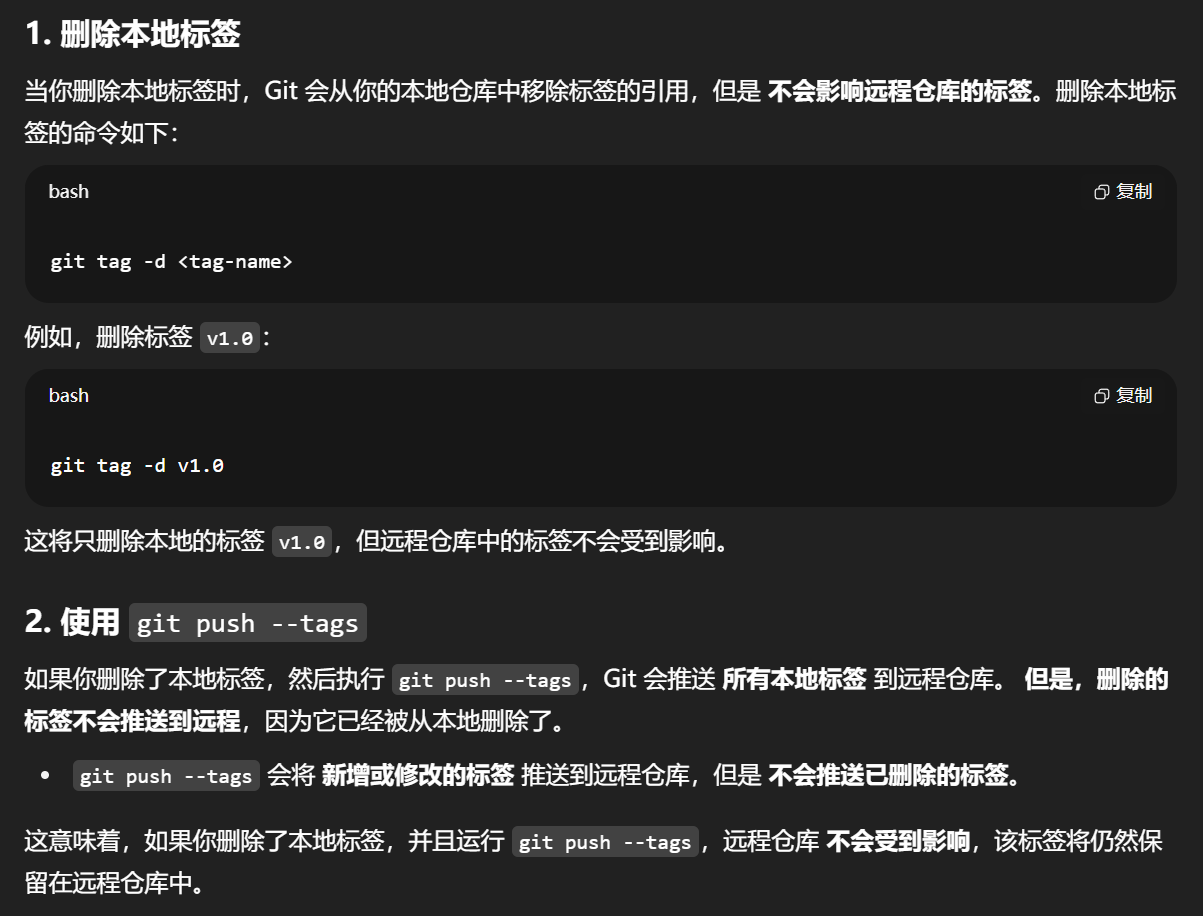 1. 删除本地标签
当你删除本地标签时，Git 会从你的本地仓库中移除标签的引用，但是 不会影响远程仓库的标签。删除本地标
签的命令如下：
bash
复制
git tag -d <tag-name>
例如，删除标签 v1.0：
bash
复制
git tag -d v1.0
这将只删除本地的标签 v1.0，但远程仓库中的标签不会受到影响。
2. 使用 git push --tags
如果你删除了本地标签，然后执行 git push --tags，Git 会推送 所有本地标签 到远程仓库。 但是，删除的
标签不会推送到远程，因为它已经被从本地删除了。
• git push --tags 会将 新增或修改的标签 推送到远程仓库，但是 不会推送已删除的标签。
这意味着，如果你删除了本地标签，并且运行 git push --tags，远程仓库 不会受到影响，该标签将仍然保
留在远程仓库中。